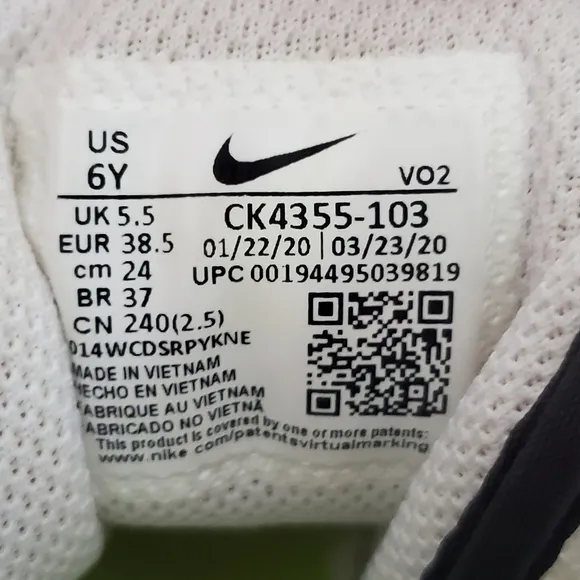 US
6Y
VO2
UK 5.5
CK4355-103
EUR 38.5
01/22/20 | 03/23/20
cm 24
UPC 00194495039819
BR 37
CN 240(2.5)
014WCDSRPYKNE
MADE IN VIETNAM
HECHO EN VIETNAM
FABRIQUE AU VIETNAM
FABRICADO NO VIETNÃ
This product is covered by one or more patents:
www.nike.com/patentsvirtualmarking